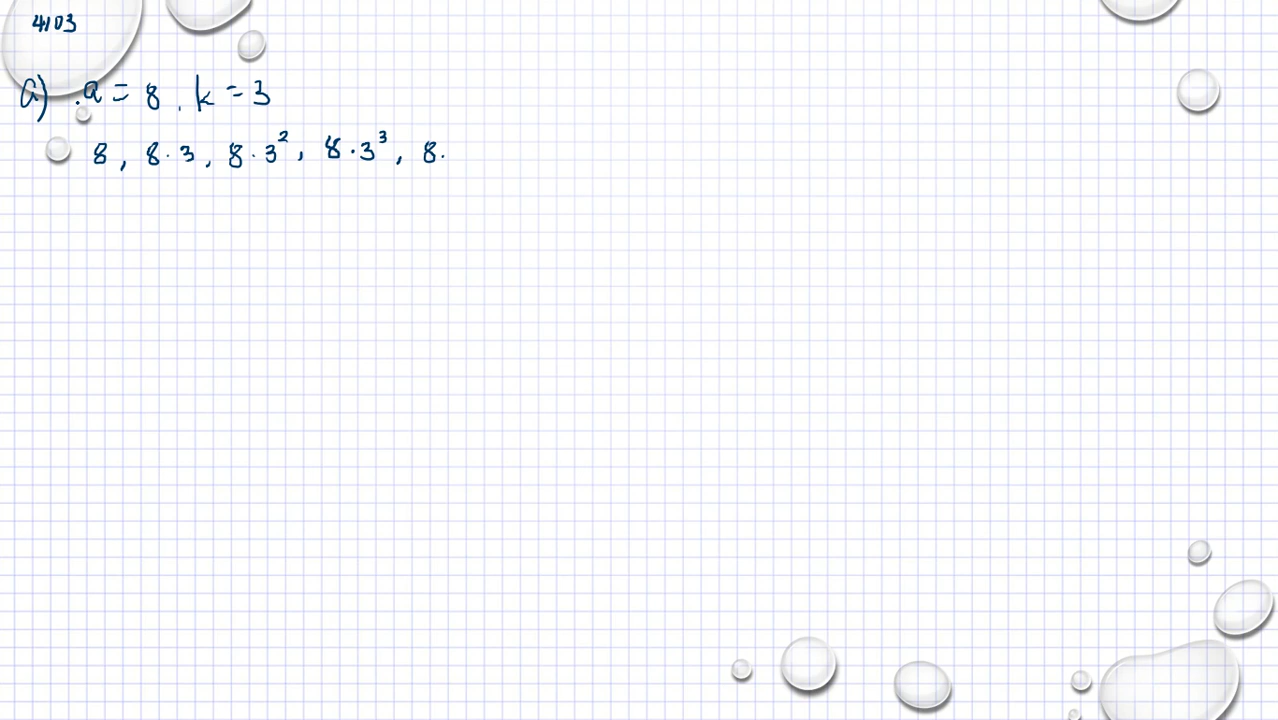 4103
a) . a = 8 , k = 3
8 , 8 · 3 , 8 · 3² , 8 · 3³ , 8 ·